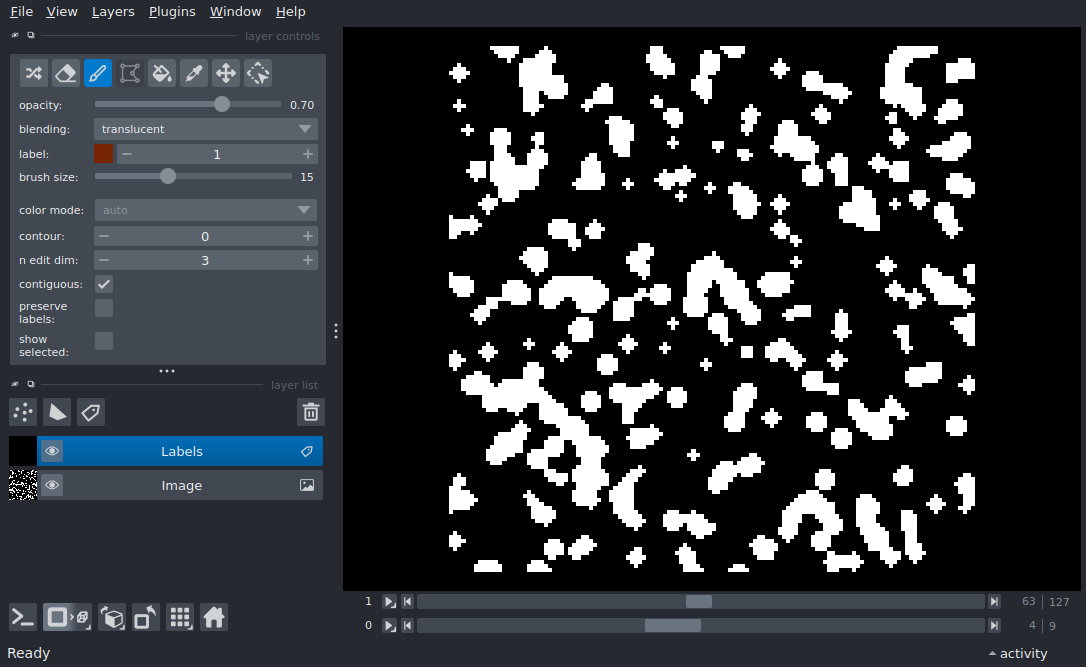 File View Layers Plugins Window Help
layer controls
opacity: 0.70
blending: translucent
label: 1
brush size: 15
color mode: auto
contour: 0
n edit dim: 3
contiguous:
preserve
labels:
show
selected:
layer list
Labels
Image
1 63 | 127
0 4 | 9
Ready activity